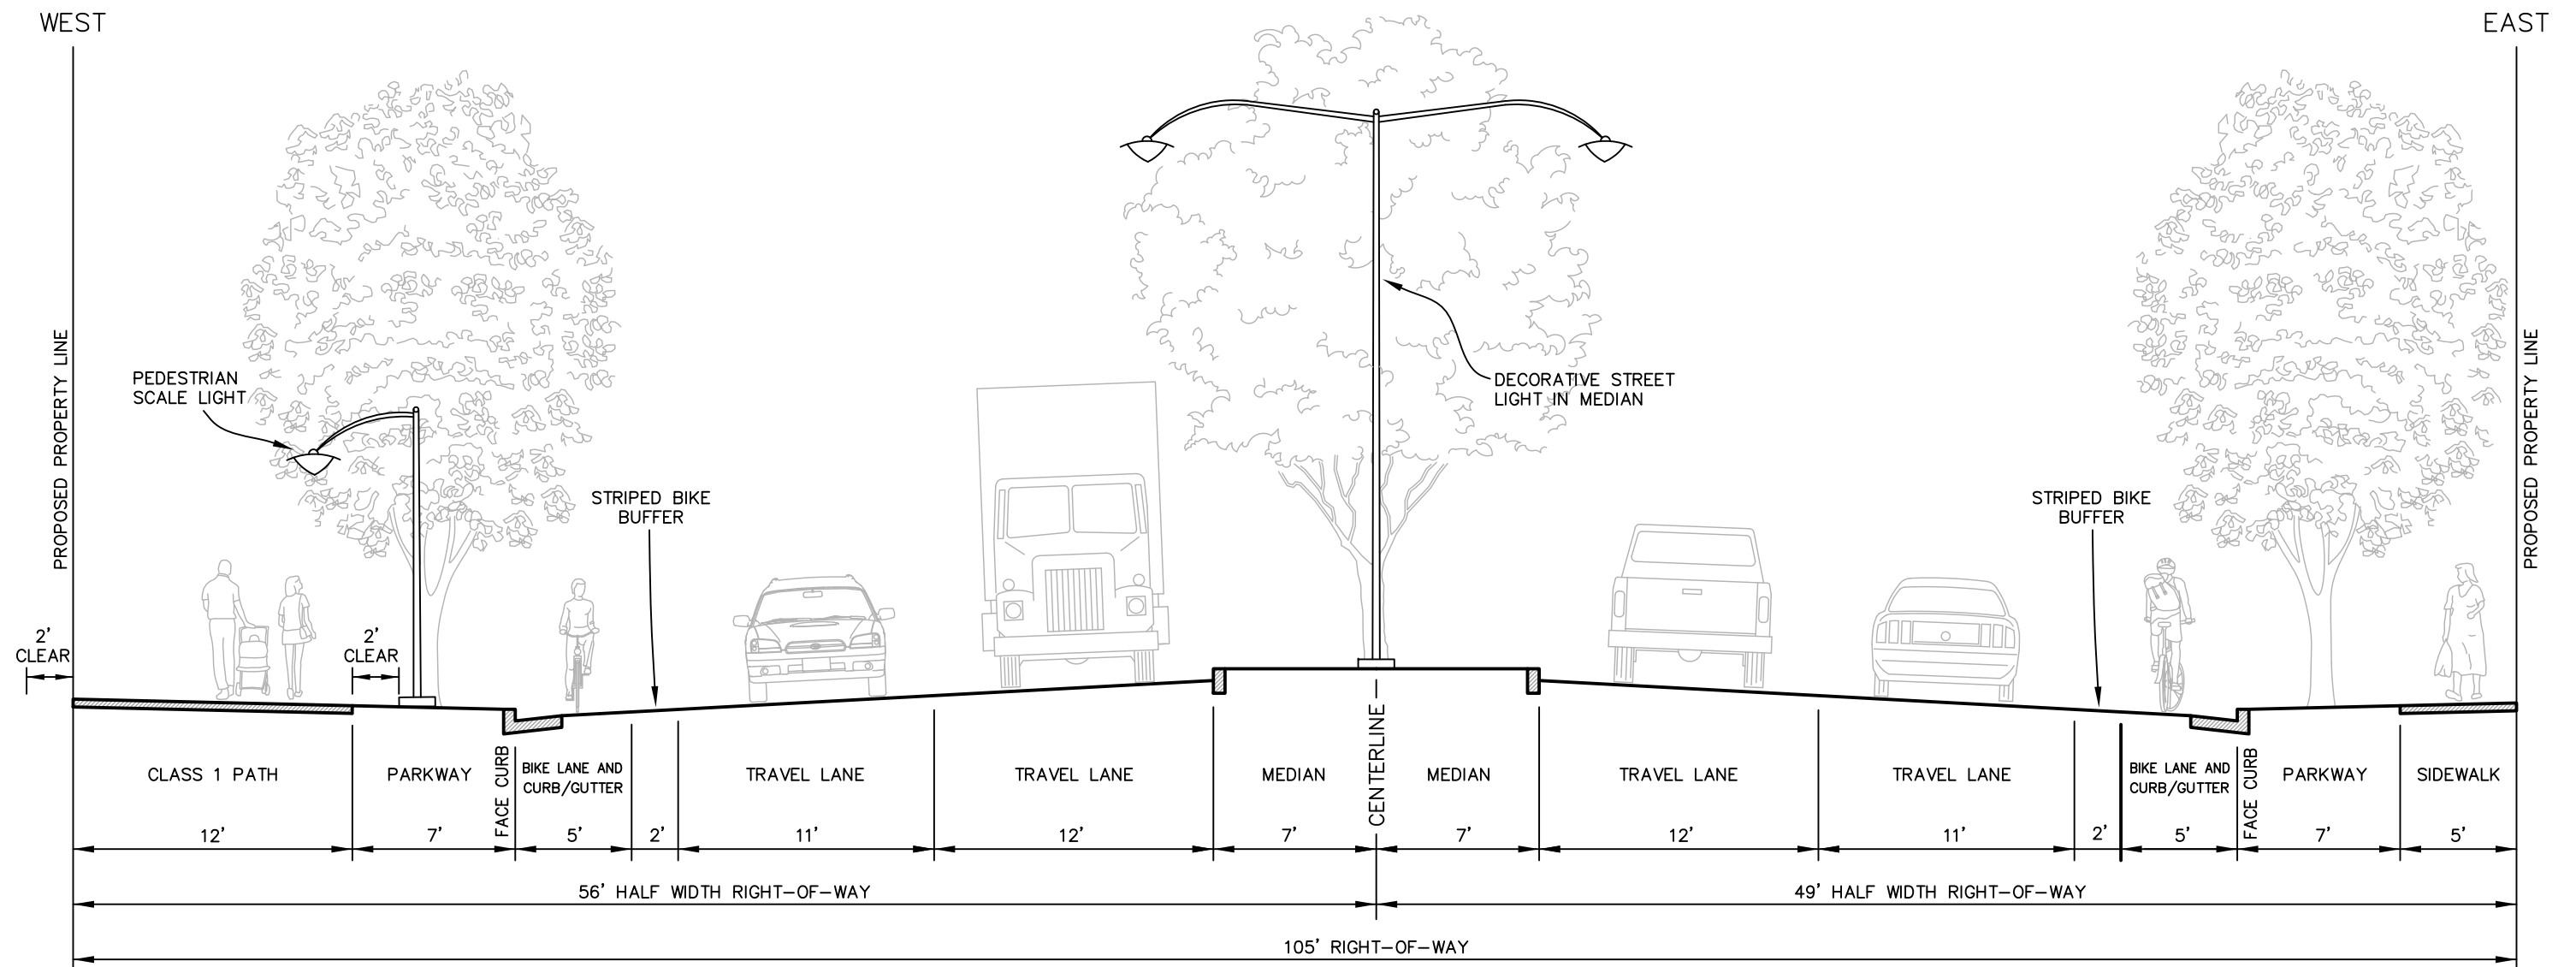 WEST
EAST
PROPOSED PROPERTY LINE
PEDESTRIAN
SCALE LIGHT
STRIPED BIKE
BUFFER
DECORATIVE STREET
LIGHT IN MEDIAN
STRIPED BIKE
BUFFER
PROPOSED PROPERTY LINE
2'
CLEAR
2'
CLEAR
CLASS 1 PATH
PARKWAY
FACE CURB
BIKE LANE AND
CURB/GUTTER
TRAVEL LANE
TRAVEL LANE
MEDIAN
CENTERLINE
MEDIAN
TRAVEL LANE
TRAVEL LANE
BIKE LANE AND
CURB/GUTTER
FACE CURB
PARKWAY
SIDEWALK
12'
7'
5'
2'
11'
12'
7'
7'
12'
11'
2'
5'
7'
5'
56' HALF WIDTH RIGHT-OF-WAY
49' HALF WIDTH RIGHT-OF-WAY
105' RIGHT-OF-WAY